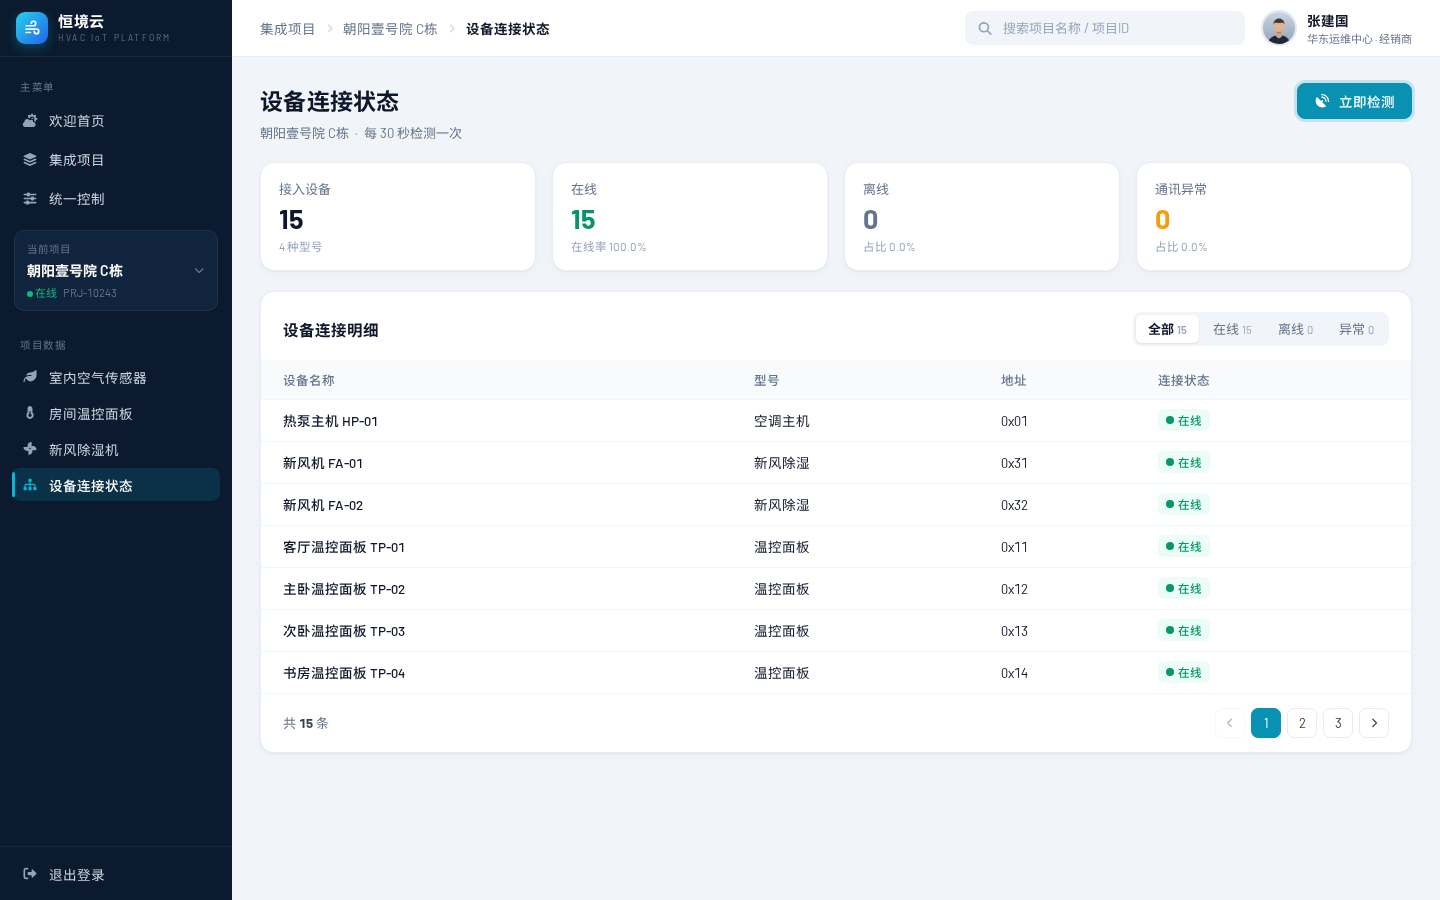 恒境云
HVAC IoT PLATFORM
主菜单
欢迎首页
集成项目
统一控制
当前项目
朝阳壹号院 C栋
在线 PRJ-10243
项目数据
室内空气传感器
房间温控面板
新风除湿机
设备连接状态
退出登录
集成项目 朝阳壹号院 C栋 设备连接状态
搜索项目名称 / 项目ID
张建国
华东运维中心 · 经销商
设备连接状态
朝阳壹号院 C栋 · 每 30 秒检测一次
立即检测
接入设备
15
4 种型号
在线
15
在线率 100.0%
离线
0
占比 0.0%
通讯异常
0
占比 0.0%
设备连接明细
全部 15 在线 15 离线 0 异常 0
设备名称 型号 地址 连接状态
热泵主机 HP-01 空调主机 0x01 在线
新风机 FA-01 新风除湿 0x31 在线
新风机 FA-02 新风除湿 0x32 在线
客厅温控面板 TP-01 温控面板 0x11 在线
主卧温控面板 TP-02 温控面板 0x12 在线
次卧温控面板 TP-03 温控面板 0x13 在线
书房温控面板 TP-04 温控面板 0x14 在线
共 15 条
1 2 3